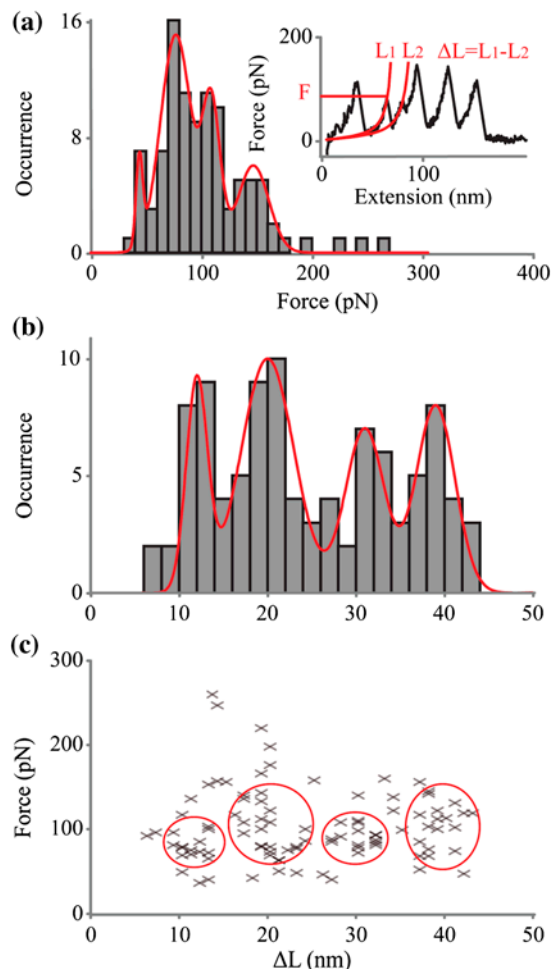 (a)
16
8
0
Occurrence
0 100 200 300 400
Force (pN)
200
0
Force (pN)
F
L1 L2 ΔL=L1-L2
0 100
Extension (nm)
(b)
10
5
0
Occurrence
0 10 20 30 40 50
(c)
300
200
100
0
Force (pN)
0 10 20 30 40 50
ΔL (nm)